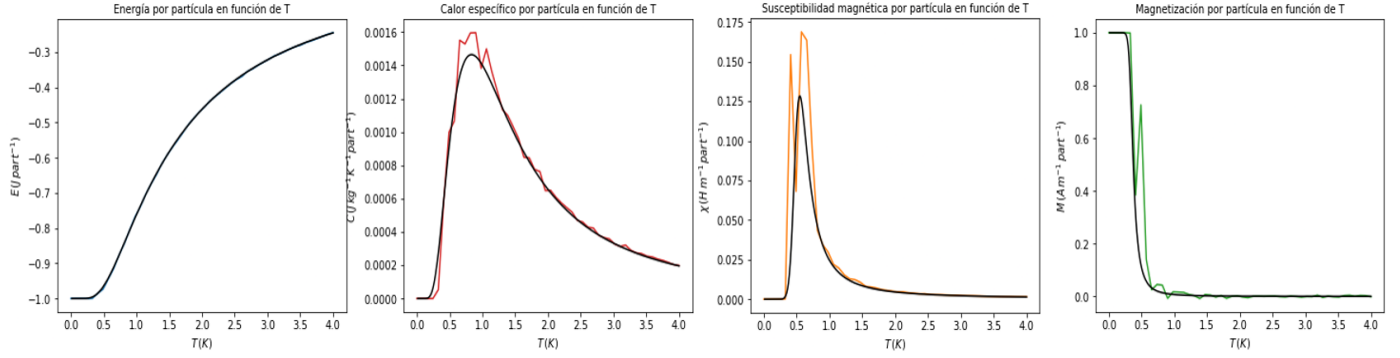 Energía por partícula en función de T
E(J part⁻¹)
−0.3
−0.4
−0.5
−0.6
−0.7
−0.8
−0.9
−1.0
0.0 0.5 1.0 1.5 2.0 2.5 3.0 3.5 4.0
T(K)
Calor específico por partícula en función de T
C(J kg⁻¹ K⁻¹ part⁻¹)
0.0016
0.0014
0.0012
0.0010
0.0008
0.0006
0.0004
0.0002
0.0000
0.0 0.5 1.0 1.5 2.0 2.5 3.0 3.5 4.0
T(K)
Susceptibilidad magnética por partícula en función de T
χ(H m⁻¹ part⁻¹)
0.175
0.150
0.125
0.100
0.075
0.050
0.025
0.000
0.0 0.5 1.0 1.5 2.0 2.5 3.0 3.5 4.0
T(K)
Magnetización por partícula en función de T
M(A m⁻¹ part⁻¹)
1.0
0.8
0.6
0.4
0.2
0.0
0.0 0.5 1.0 1.5 2.0 2.5 3.0 3.5 4.0
T(K)